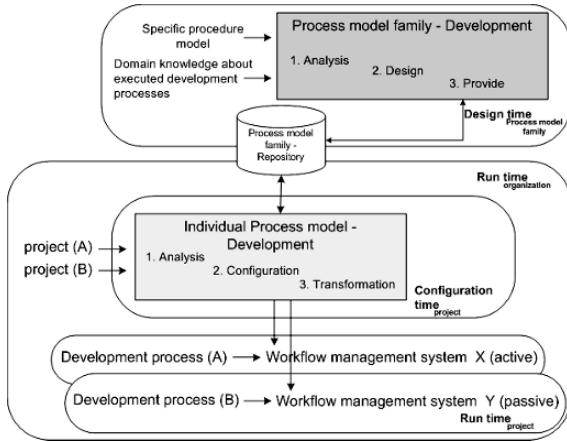 Specific procedure
model
Domain knowledge about
executed development
processes
Process model family - Development
1. Analysis
2. Design
3. Provide
Design time
Process model
family
Process model
family -
Repository
Run time
organization
Individual Process model -
Development
1. Analysis
2. Configuration
3. Transformation
project (A)
project (B)
Configuration
time
project
Development process (A)
Workflow management system X (active)
Development process (B)
Workflow management system Y (passive)
Run time
project